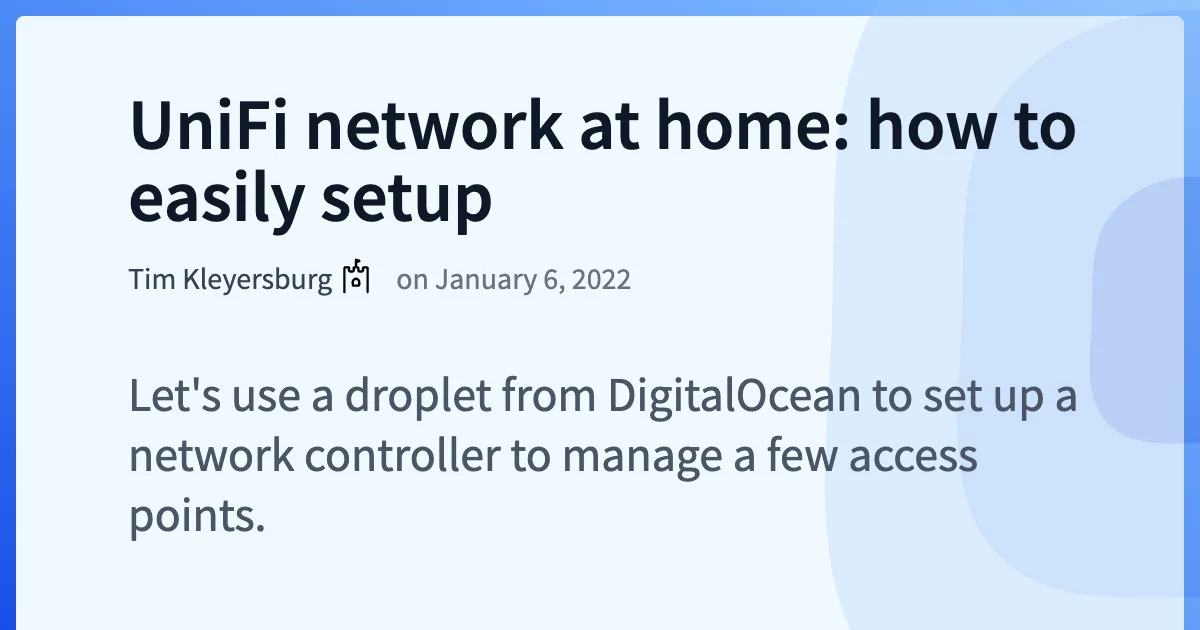 UniFi network at home: how to
easily setup
Tim Kleyersburg on January 6, 2022
Let's use a droplet from DigitalOcean to set up a
network controller to manage a few access
points.